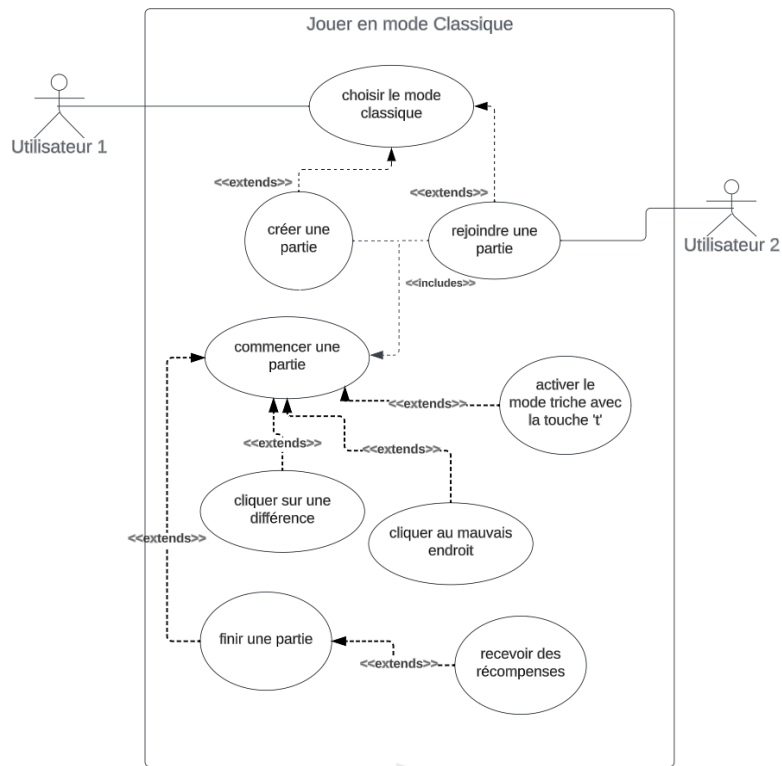 Jouer en mode Classique
choisir le mode
classique
Utilisateur 1
<<extends>>
<<extends>>
créer une
partie
rejoindre une
partie
Utilisateur 2
<<includes>>
commencer une
partie
activer le
mode triche avec
la touche 't'
<<extends>>
<<extends>>
<<extends>>
cliquer sur une
différence
cliquer au mauvais
endroit
<<extends>>
finir une partie
recevoir des
récompenses
<<extends>>